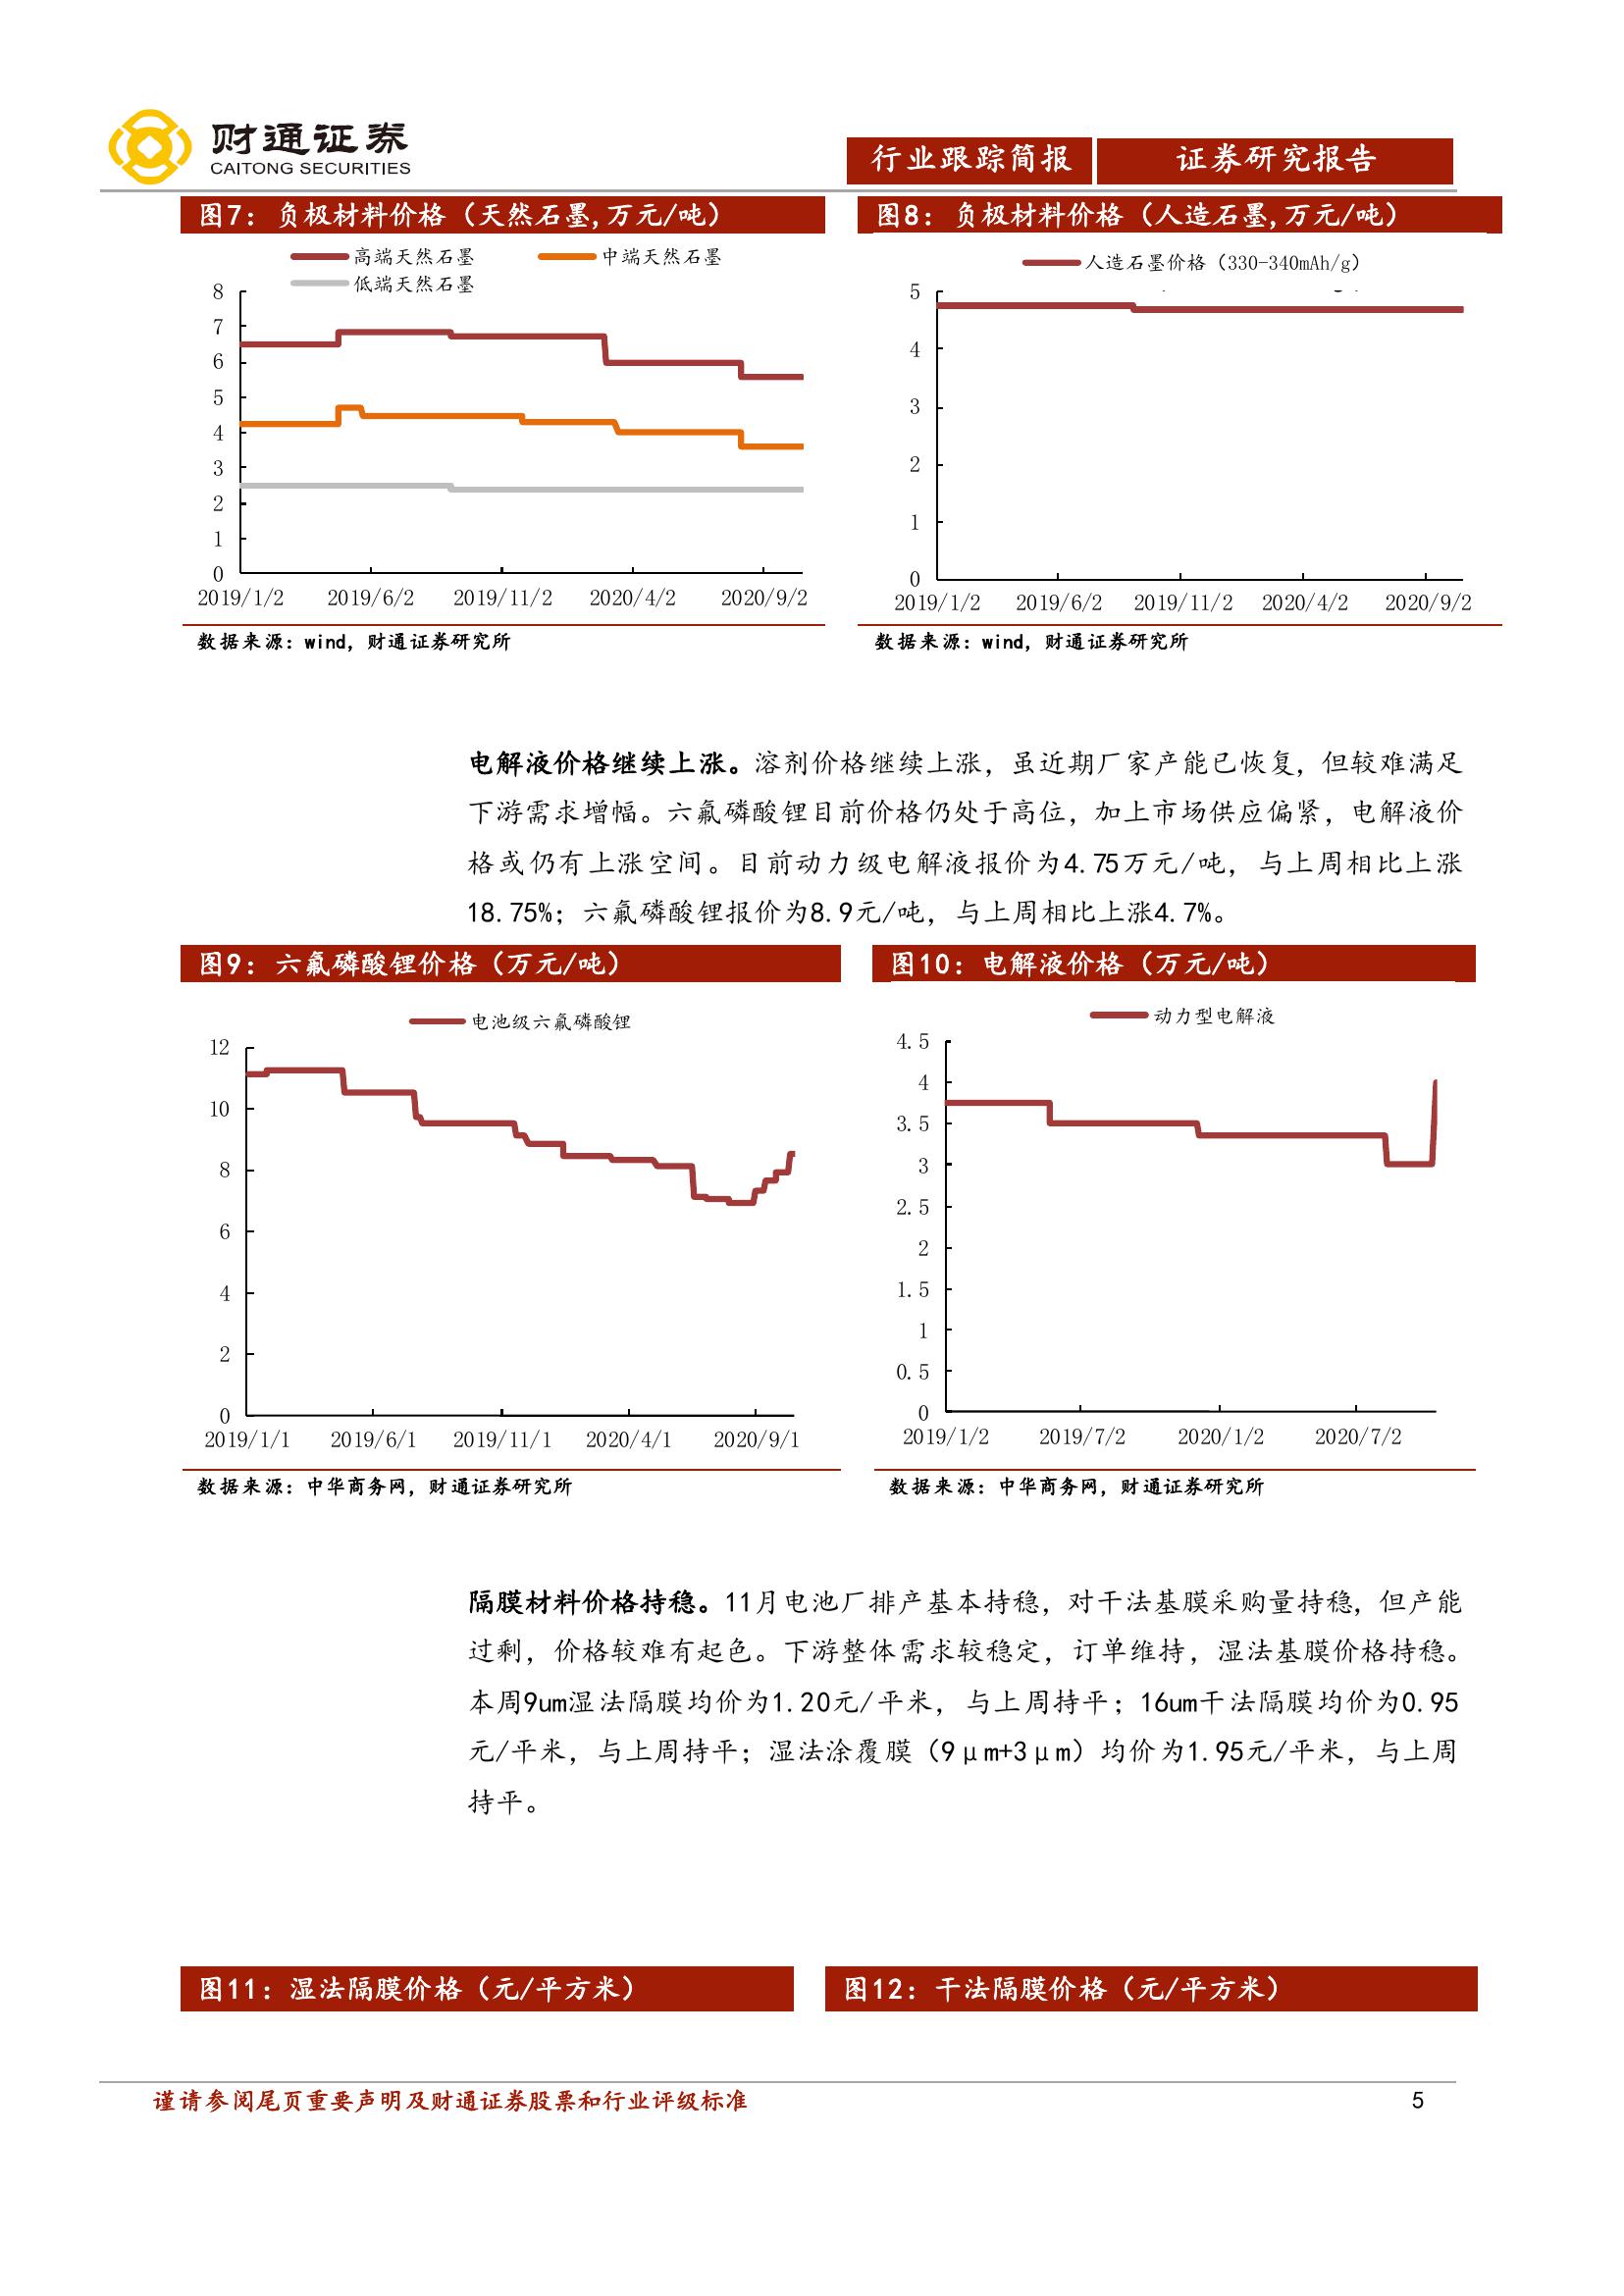 财通证券
CAITONG SECURITIES
行业跟踪简报
证券研究报告
图7：负极材料价格（天然石墨,万元/吨）
高端天然石墨
中端天然石墨
低端天然石墨
8
7
6
5
4
3
2
1
0
2019/1/2 2019/6/2 2019/11/2 2020/4/2 2020/9/2
数据来源：wind，财通证券研究所
图8：负极材料价格（人造石墨,万元/吨）
人造石墨价格（330-340mAh/g）
5
4
3
2
1
0
2019/1/2 2019/6/2 2019/11/2 2020/4/2 2020/9/2
数据来源：wind，财通证券研究所
电解液价格继续上涨。溶剂价格继续上涨，虽近期厂家产能已恢复，但较难满足
下游需求增幅。六氟磷酸锂目前价格仍处于高位，加上市场供应偏紧，电解液价
格或仍有上涨空间。目前动力级电解液报价为4.75万元/吨，与上周相比上涨
18.75%；六氟磷酸锂报价为8.9元/吨，与上周相比上涨4.7%。
图9：六氟磷酸锂价格（万元/吨）
电池级六氟磷酸锂
12
10
8
6
4
2
0
2019/1/1 2019/6/1 2019/11/1 2020/4/1 2020/9/1
数据来源：中华商务网，财通证券研究所
图10：电解液价格（万元/吨）
动力型电解液
4.5
4
3.5
3
2.5
2
1.5
1
0.5
0
2019/1/2 2019/7/2 2020/1/2 2020/7/2
数据来源：中华商务网，财通证券研究所
隔膜材料价格持稳。11月电池厂排产基本持稳，对干法基膜采购量持稳，但产能
过剩，价格较难有起色。下游整体需求较稳定，订单维持，湿法基膜价格持稳。
本周9um湿法隔膜均价为1.20元/平米，与上周持平；16um干法隔膜均价为0.95
元/平米，与上周持平；湿法涂覆膜（9μm+3μm）均价为1.95元/平米，与上周
持平。
图11：湿法隔膜价格（元/平方米）
图12：干法隔膜价格（元/平方米）
谨请参阅尾页重要声明及财通证券股票和行业评级标准
5